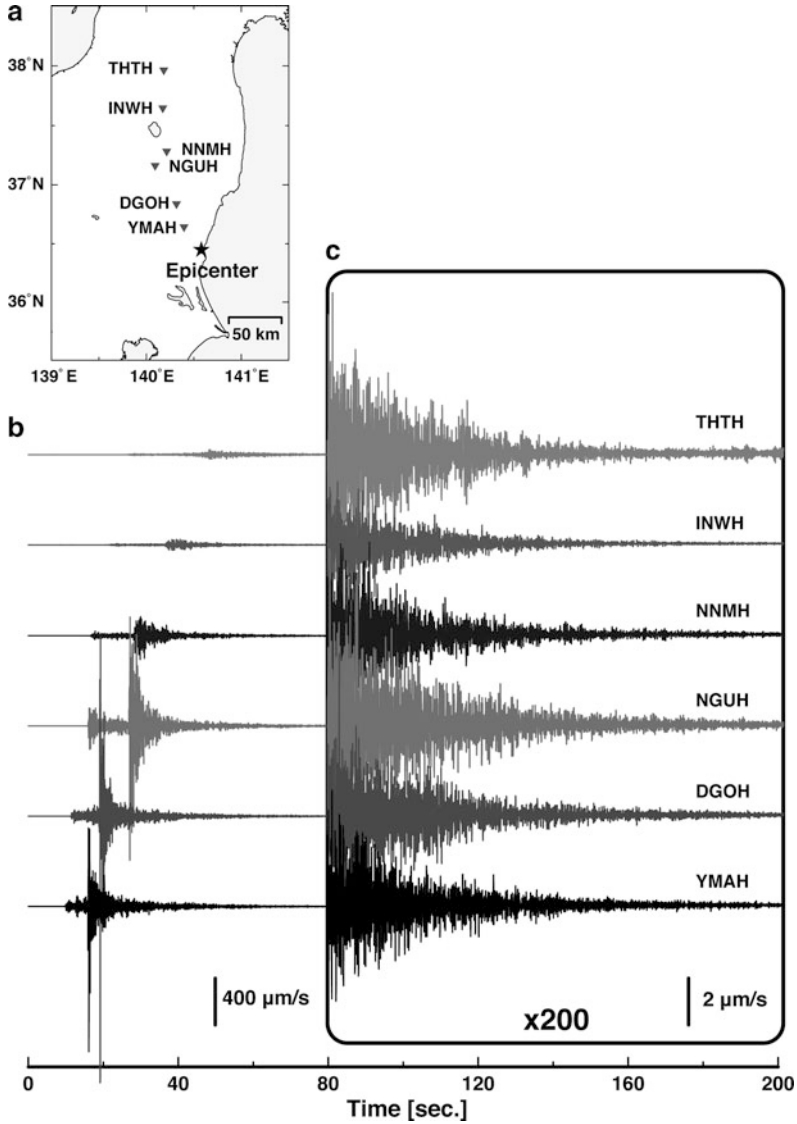 a
38°N
37°N
36°N
THTH
INWH
NNMH
NGUH
DGOH
YMAH
Epicenter
50 km
139°E
140°E
141°E
c
b
THTH
INWH
NNMH
NGUH
DGOH
YMAH
400 µm/s
x200
2 µm/s
0
40
80
120
160
200
Time [sec.]